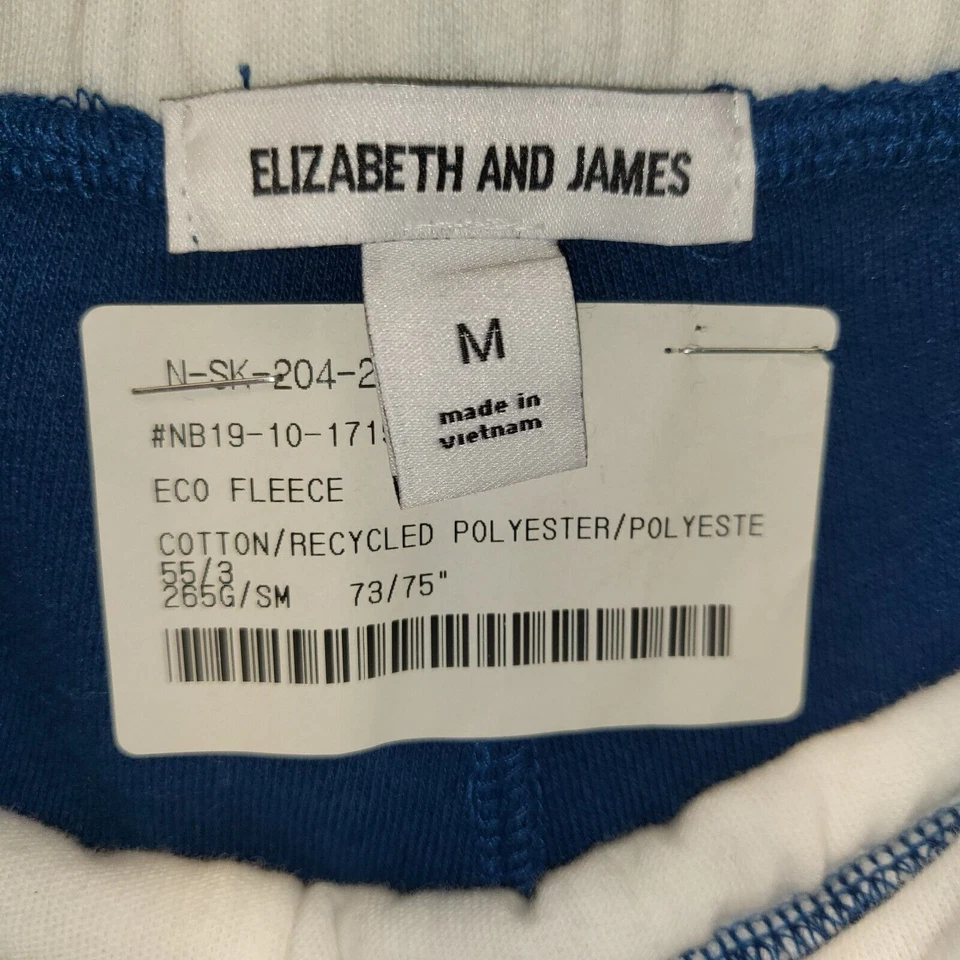 ELIZABETH AND JAMES
M
made in
vietnam
N-SK-204-2
#NB19-10-171
ECO FLEECE
COTTON/RECYCLED POLYESTER/POLYESTE
55/3
265G/SM 73/75"